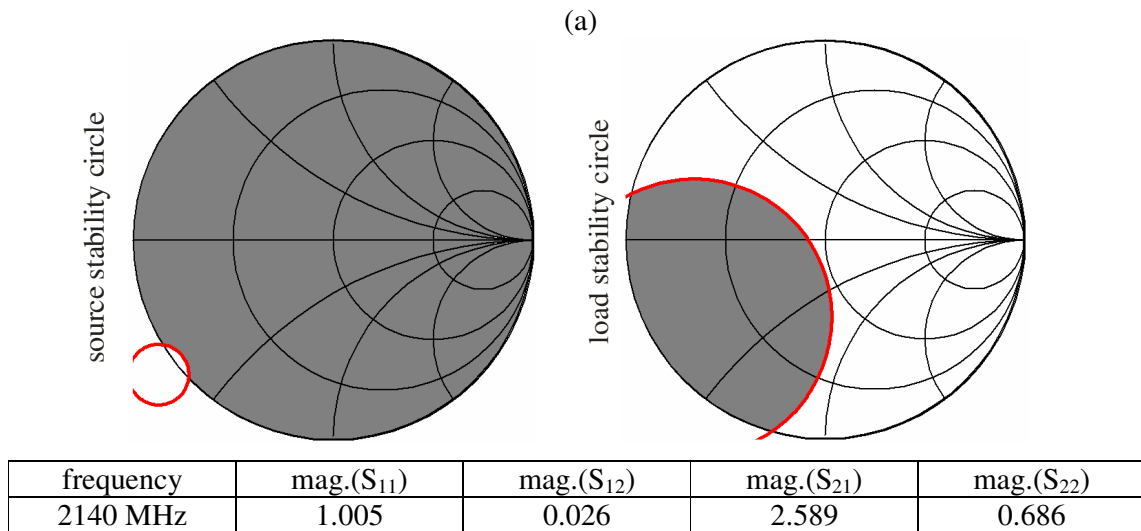 (a)
source stability circle
load stability circle
frequency mag.(S11) mag.(S12) mag.(S21) mag.(S22)
2140 MHz 1.005 0.026 2.589 0.686